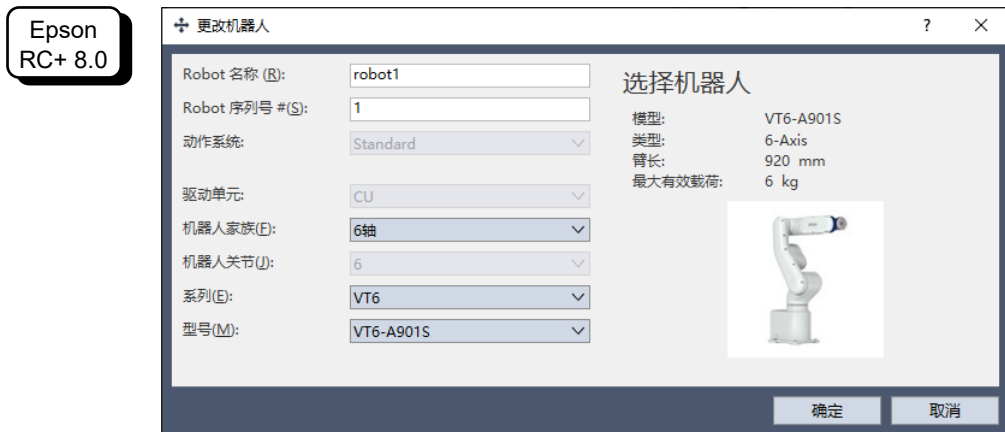 Epson
RC+ 8.0
更改机器人
?
Robot 名称 (R):
robot1
Robot 序列号 #(S):
1
动作系统:
Standard
驱动单元:
CU
机器人家族(F):
6轴
机器人关节(J):
6
系列(E):
VT6
型号(M):
VT6-A901S
选择机器人
模型: VT6-A901S
类型: 6-Axis
臂长: 920 mm
最大有效载荷: 6 kg
确定
取消